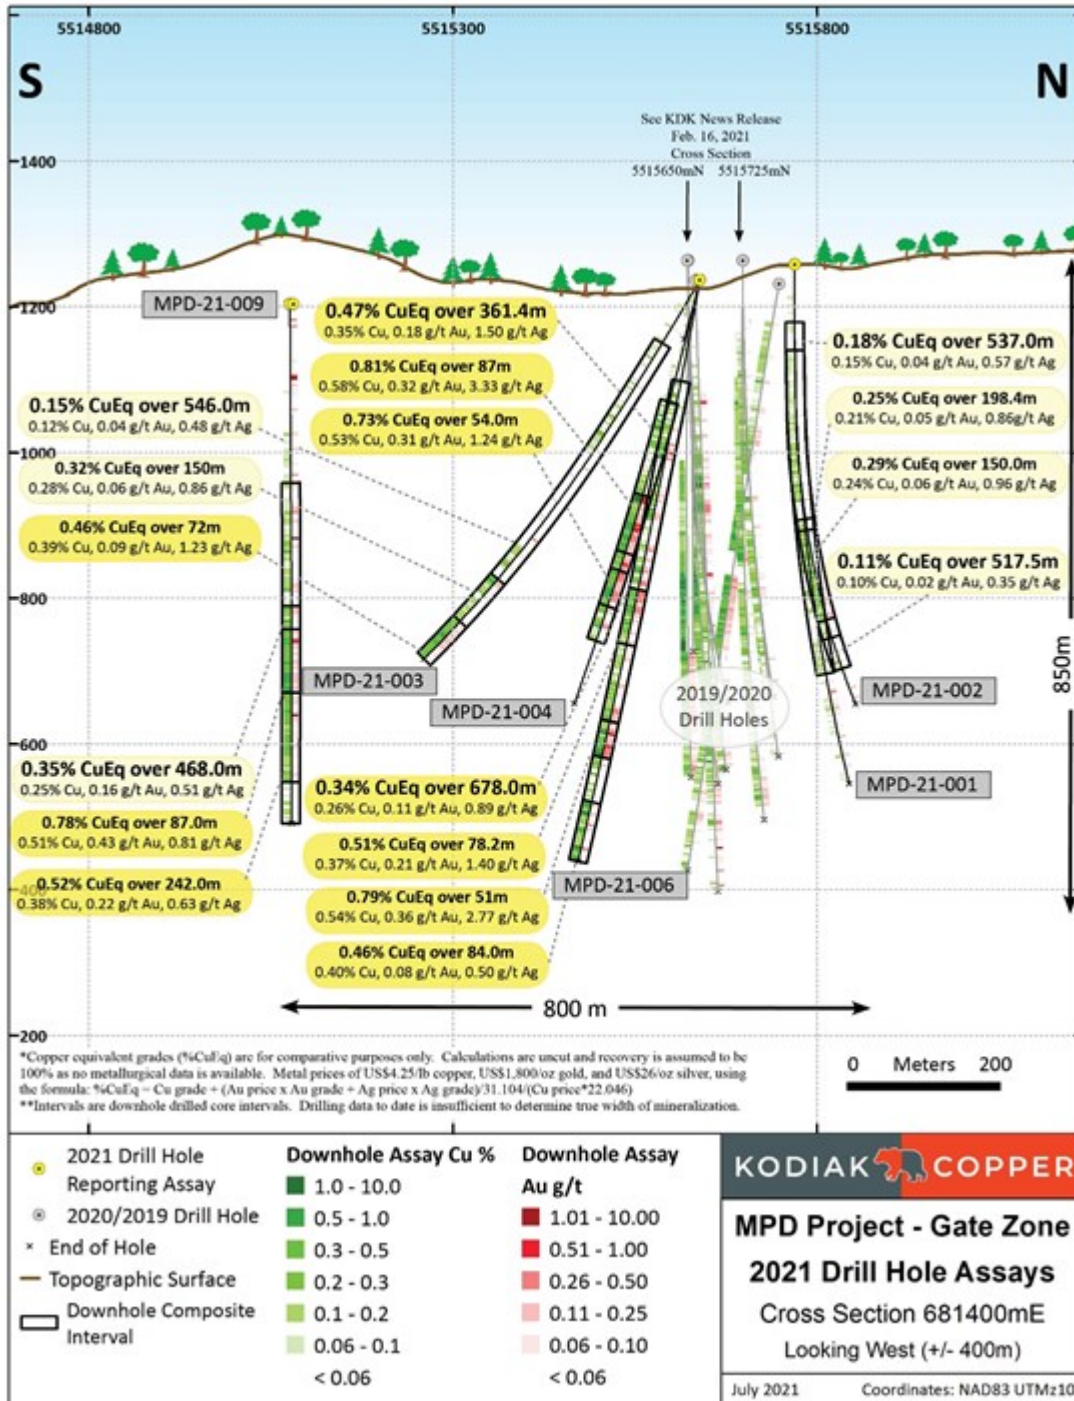 5514800
5515300
5515800
S
N
See KDK News Release
Feb. 16, 2021
Cross Section
5515650mN
5515725mN
1400
1200
1000
800
600
400
200
MPD-21-009
0.47% CuEq over 361.4m
0.35% Cu, 0.18 g/t Au, 1.50 g/t Ag
0.81% CuEq over 87m
0.58% Cu, 0.32 g/t Au, 3.33 g/t Ag
0.73% CuEq over 54.0m
0.53% Cu, 0.31 g/t Au, 1.24 g/t Ag
0.15% CuEq over 546.0m
0.12% Cu, 0.04 g/t Au, 0.48 g/t Ag
0.32% CuEq over 150m
0.28% Cu, 0.06 g/t Au, 0.86 g/t Ag
0.46% CuEq over 72m
0.39% Cu, 0.09 g/t Au, 1.23 g/t Ag
0.18% CuEq over 537.0m
0.15% Cu, 0.04 g/t Au, 0.57 g/t Ag
0.25% CuEq over 198.4m
0.21% Cu, 0.05 g/t Au, 0.86g/t Ag
0.29% CuEq over 150.0m
0.24% Cu, 0.06 g/t Au, 0.96 g/t Ag
0.11% CuEq over 517.5m
0.10% Cu, 0.02 g/t Au, 0.35 g/t Ag
850m
MPD-21-003
MPD-21-004
2019/2020
Drill Holes
MPD-21-002
MPD-21-001
0.35% CuEq over 468.0m
0.25% Cu, 0.16 g/t Au, 0.51 g/t Ag
0.78% CuEq over 87.0m
0.51% Cu, 0.43 g/t Au, 0.81 g/t Ag
0.52% CuEq over 242.0m
0.38% Cu, 0.22 g/t Au, 0.63 g/t Ag
0.34% CuEq over 678.0m
0.26% Cu, 0.11 g/t Au, 0.89 g/t Ag
0.51% CuEq over 78.2m
0.37% Cu, 0.21 g/t Au, 1.40 g/t Ag
MPD-21-006
0.79% CuEq over 51m
0.54% Cu, 0.36 g/t Au, 2.77 g/t Ag
0.46% CuEq over 84.0m
0.40% Cu, 0.08 g/t Au, 0.50 g/t Ag
800 m
*Copper equivalent grades (%CuEq) are for comparative purposes only. Calculations are uncut and recovery is assumed to be
100% as no metallurgical data is available. Metal prices of US$4.25/lb copper, US$1,800/oz gold, and US$26/oz silver, using
the formula: %CuEq = Cu grade + (Au price x Au grade + Ag price x Ag grade)/31.104/(Cu price*22.046)
**Intervals are downhole drilled core intervals. Drilling data to date is insufficient to determine true width of mineralization.
0 Meters 200
2021 Drill Hole
Reporting Assay
2020/2019 Drill Hole
End of Hole
Topographic Surface
Downhole Composite
Interval
Downhole Assay Cu %
1.0 - 10.0
0.5 - 1.0
0.3 - 0.5
0.2 - 0.3
0.1 - 0.2
0.06 - 0.1
< 0.06
Downhole Assay
Au g/t
1.01 - 10.00
0.51 - 1.00
0.26 - 0.50
0.11 - 0.25
0.06 - 0.10
< 0.06
KODIAK COPPER
MPD Project - Gate Zone
2021 Drill Hole Assays
Cross Section 681400mE
Looking West (+/- 400m)
July 2021 Coordinates: NAD83 UTMz10